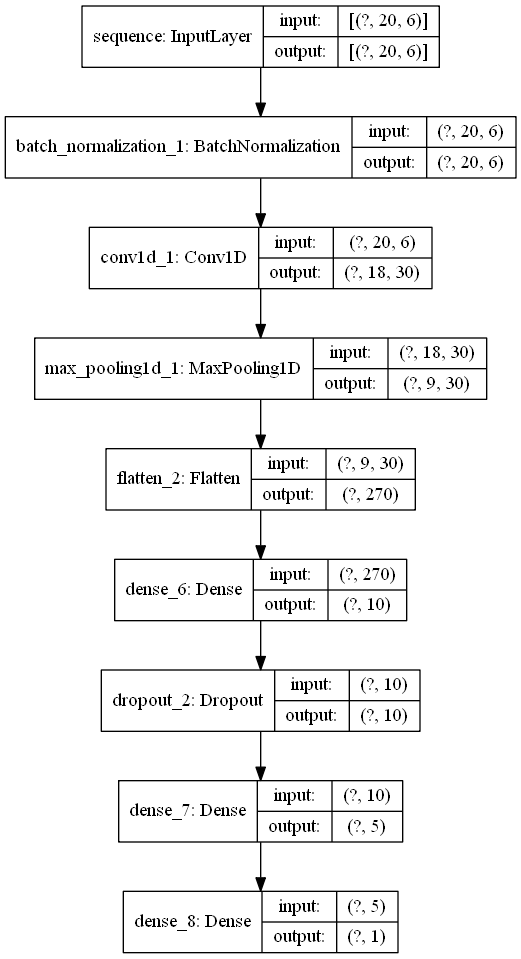 sequence: InputLayer
input:
[(?, 20, 6)]
output:
[(?, 20, 6)]
batch_normalization_1: BatchNormalization
input:
(?, 20, 6)
output:
(?, 20, 6)
conv1d_1: Conv1D
input:
(?, 20, 6)
output:
(?, 18, 30)
max_pooling1d_1: MaxPooling1D
input:
(?, 18, 30)
output:
(?, 9, 30)
flatten_2: Flatten
input:
(?, 9, 30)
output:
(?, 270)
dense_6: Dense
input:
(?, 270)
output:
(?, 10)
dropout_2: Dropout
input:
(?, 10)
output:
(?, 10)
dense_7: Dense
input:
(?, 10)
output:
(?, 5)
dense_8: Dense
input:
(?, 5)
output:
(?, 1)